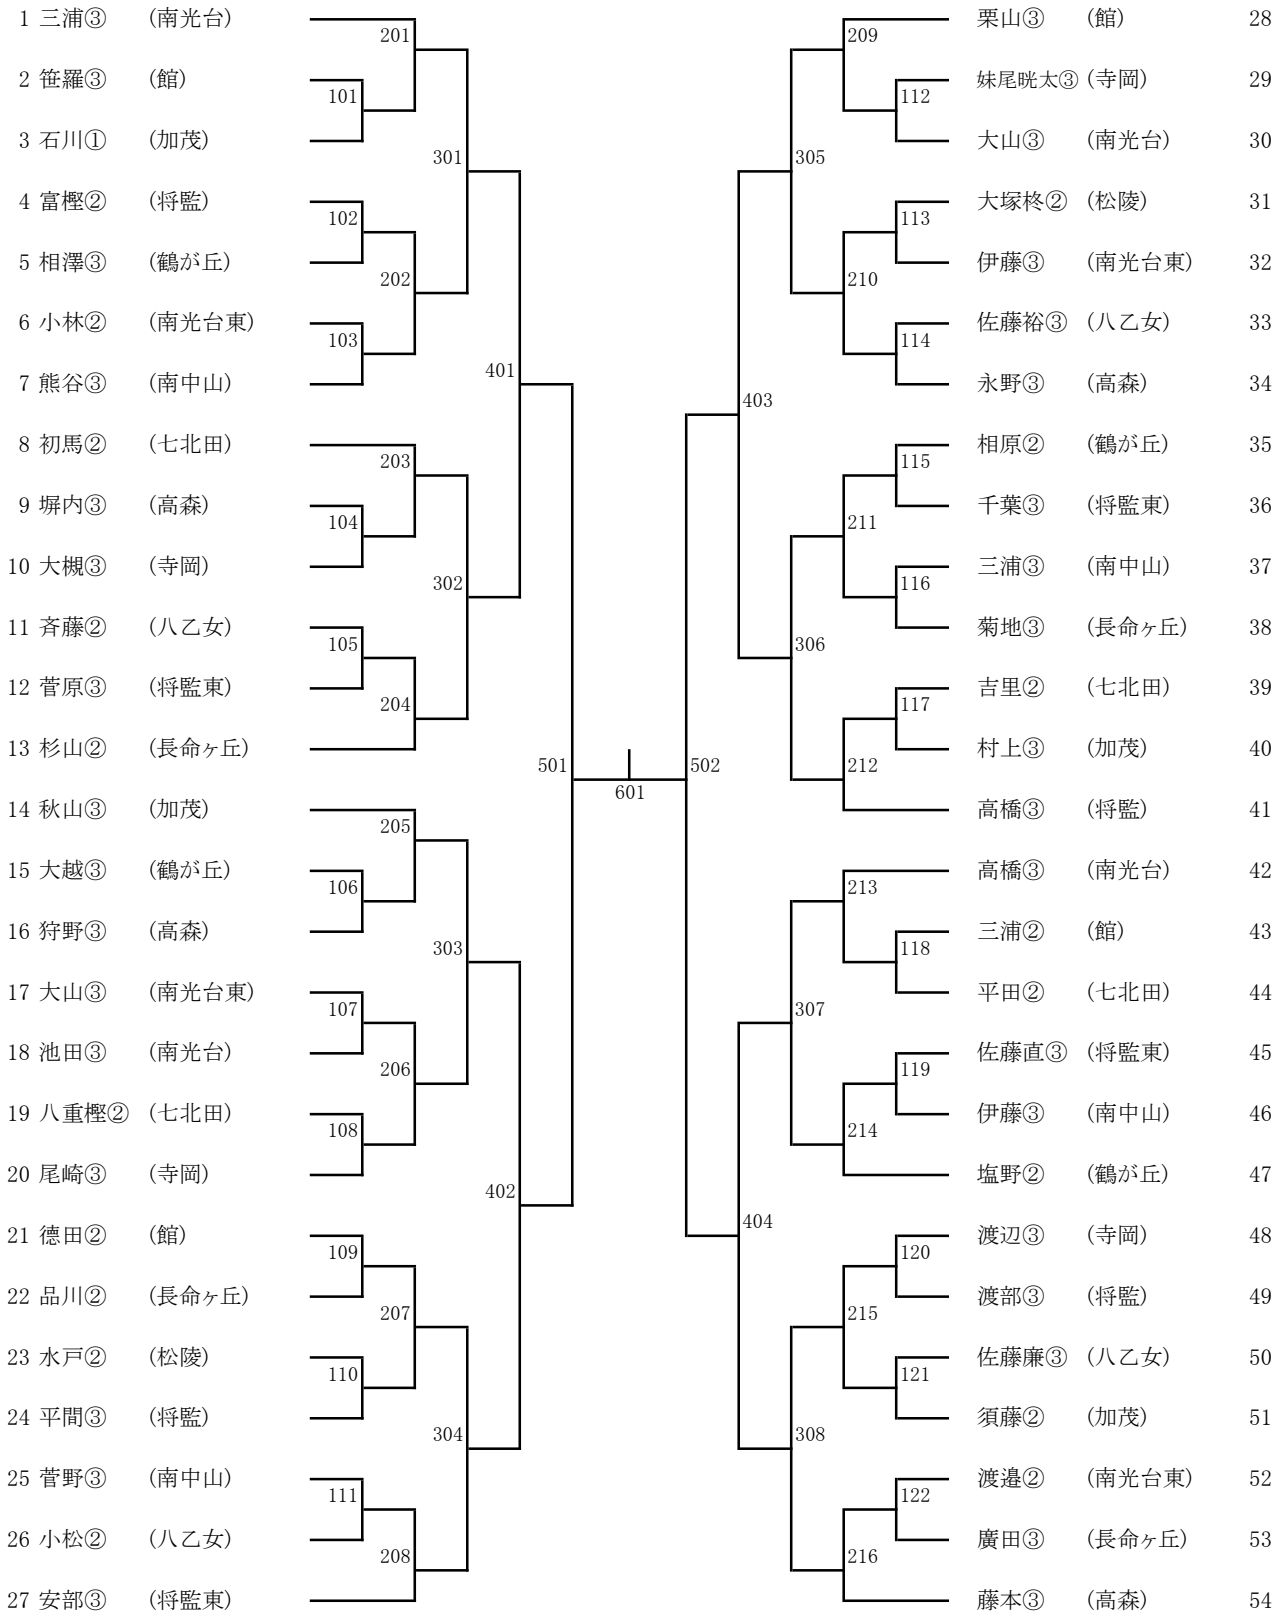 1 三浦③ (南光台)
2 笹羅③ (館)
3 石川① (加茂)
4 富樫② (将監)
5 相澤③ (鶴が丘)
6 小林② (南光台東)
7 熊谷③ (南中山)
8 初馬② (七北田)
9 塀内③ (高森)
10 大槻③ (寺岡)
11 斉藤② (八乙女)
12 菅原③ (将監東)
13 杉山② (長命ヶ丘)
14 秋山③ (加茂)
15 大越③ (鶴が丘)
16 狩野③ (高森)
17 大山③ (南光台東)
18 池田③ (南光台)
19 八重樫② (七北田)
20 尾崎③ (寺岡)
21 德田② (館)
22 品川② (長命ヶ丘)
23 水戸② (松陵)
24 平間③ (将監)
25 菅野③ (南中山)
26 小松② (八乙女)
27 安部③ (将監東)
101
102
103
104
105
106
107
108
109
110
111
201
202
203
204
205
206
207
208
301
302
303
304
401
402
501
601
502
403
404
305
306
307
308
209
210
211
212
213
214
215
216
112
113
114
115
116
117
118
119
120
121
122
栗山③ (館) 28
妹尾晄太③ (寺岡) 29
大山③ (南光台) 30
大塚柊② (松陵) 31
伊藤③ (南光台東) 32
佐藤裕③ (八乙女) 33
永野③ (高森) 34
相原② (鶴が丘) 35
千葉③ (将監東) 36
三浦③ (南中山) 37
菊地③ (長命ヶ丘) 38
吉里② (七北田) 39
村上③ (加茂) 40
高橋③ (将監) 41
高橋③ (南光台) 42
三浦② (館) 43
平田② (七北田) 44
佐藤直③ (将監東) 45
伊藤③ (南中山) 46
塩野② (鶴が丘) 47
渡辺③ (寺岡) 48
渡部③ (将監) 49
佐藤廉③ (八乙女) 50
須藤② (加茂) 51
渡邉② (南光台東) 52
廣田③ (長命ヶ丘) 53
藤本③ (高森) 54